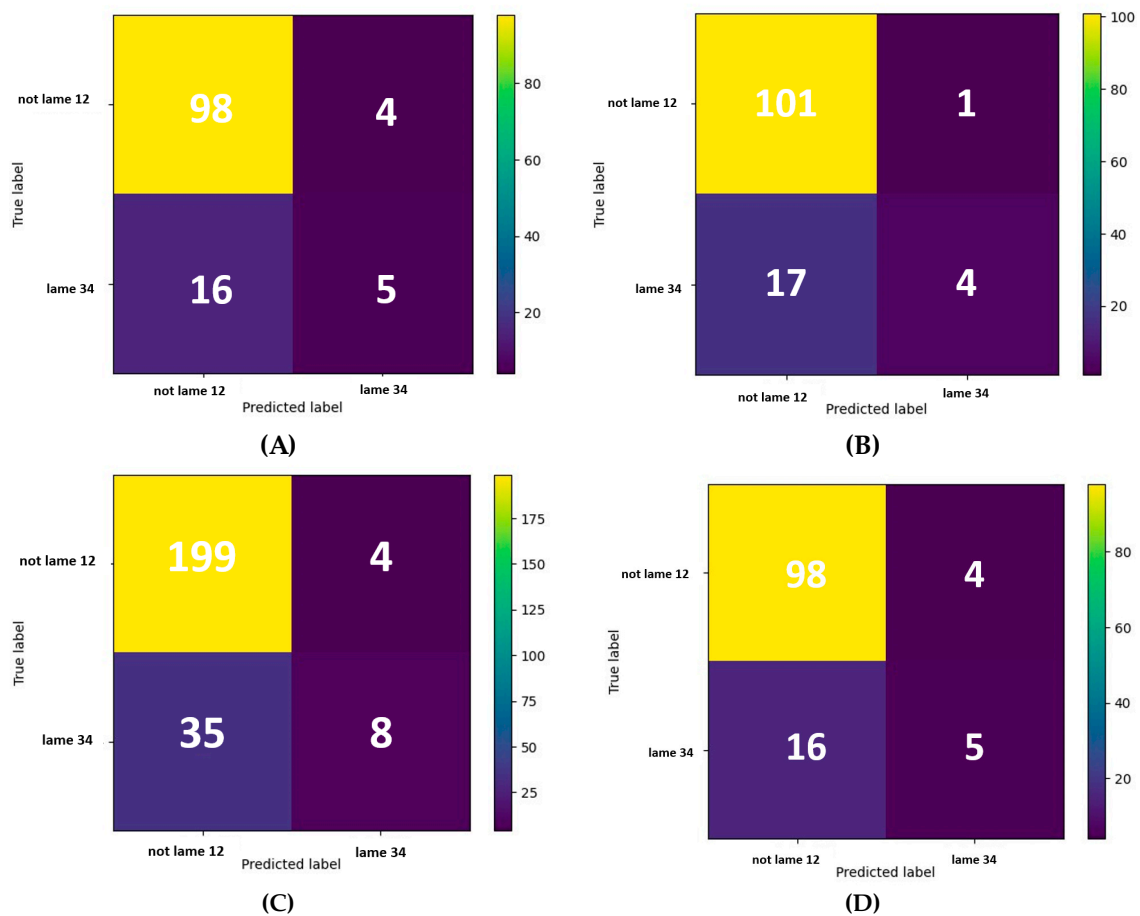 not lame 12
98
4
lame 34
16
5
True label
not lame 12
lame 34
Predicted label
80
60
40
20
(A)
not lame 12
101
1
lame 34
17
4
True label
not lame 12
lame 34
Predicted label
100
80
60
40
20
(B)
not lame 12
199
4
lame 34
35
8
True label
not lame 12
lame 34
Predicted label
175
150
125
100
75
50
25
(C)
not lame 12
98
4
lame 34
16
5
True label
not lame 12
lame 34
Predicted label
80
60
40
20
(D)